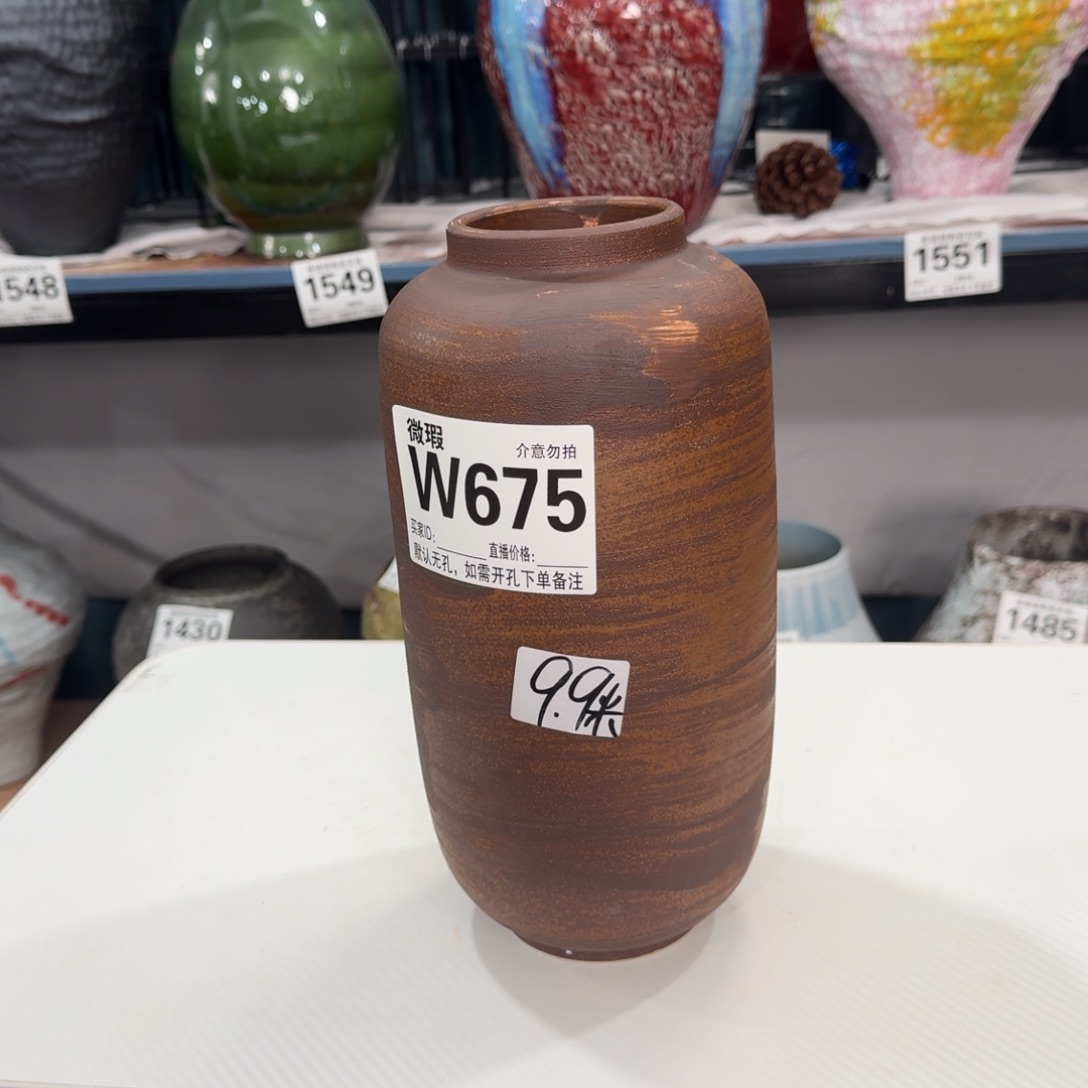 1548
1549
1551
微瑕
介意勿拍
W675
买家ID:
直播价格:
默认无孔，如需开孔下单备注
9.9米
1430
1485